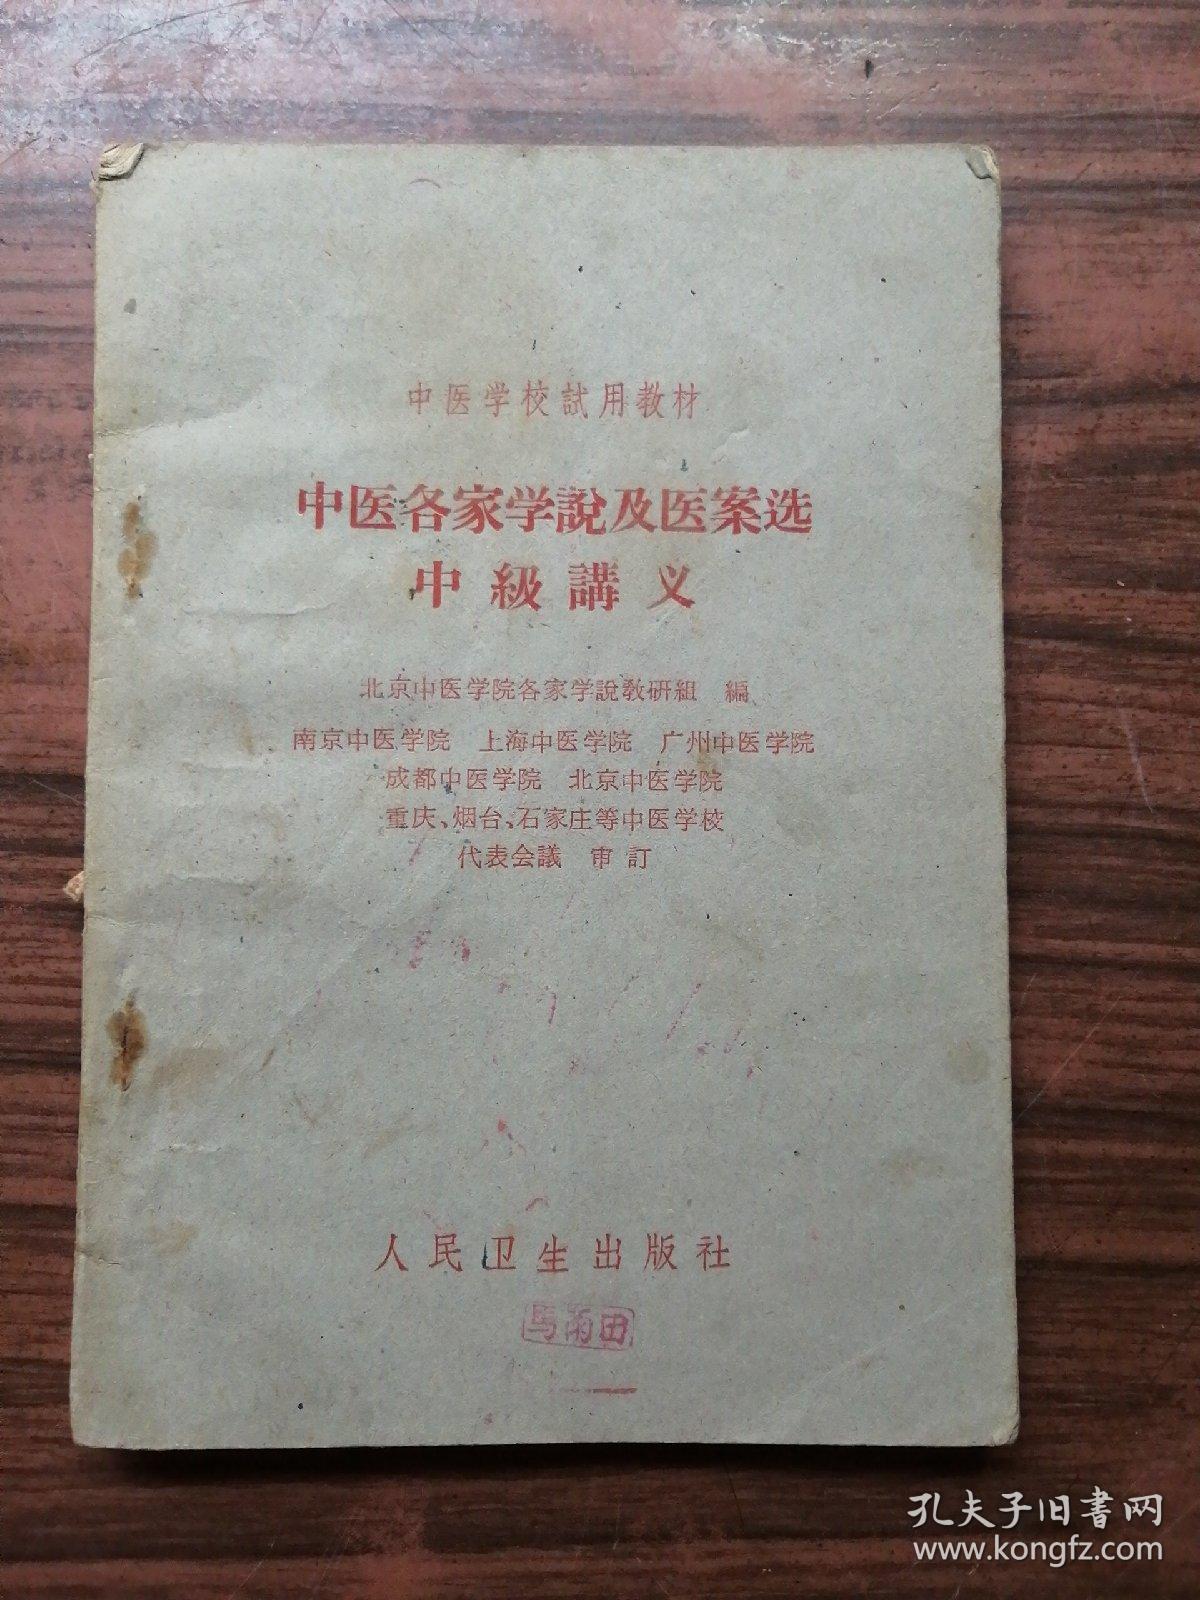 中医学校試用教材
中医各家学說及医案选
中級講义
北京中医学院各家学說教研組 編
南京中医学院 上海中医学院 广州中医学院
成都中医学院 北京中医学院
重庆、烟台、石家庄等中医学校
代表会議 审訂
人民卫生出版社
马雨田
孔夫子旧書网
www.kongfz.com